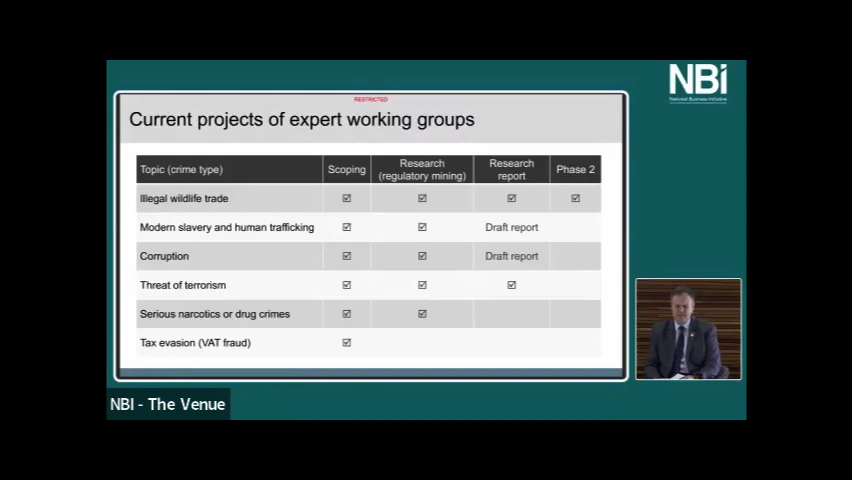 NBi
National Business Initiative
RESTRICTED
Current projects of expert working groups
Topic (crime type) Scoping Research (regulatory mining) Research report Phase 2
Illegal wildlife trade ☑ ☑ ☑ ☑
Modern slavery and human trafficking ☑ ☑ Draft report
Corruption ☑ ☑ Draft report
Threat of terrorism ☑ ☑ ☑
Serious narcotics or drug crimes ☑ ☑
Tax evasion (VAT fraud) ☑
NBI - The Venue